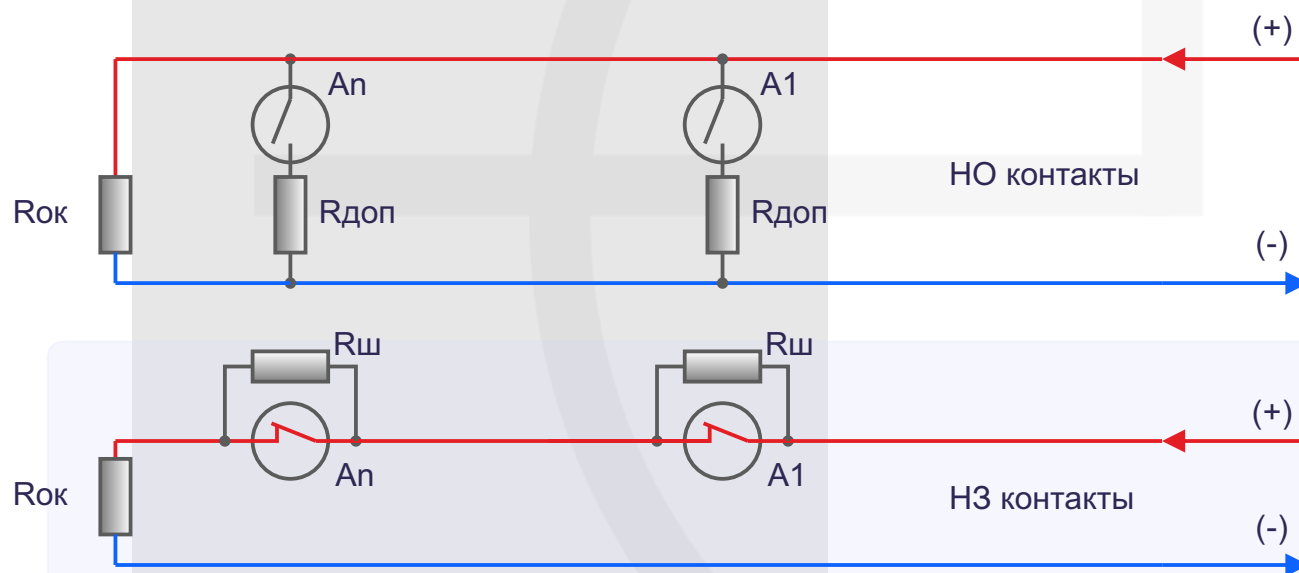 (+)
An
A1
НО контакты
Rок
Rдоп
Rдоп
(-)
Rш
Rш
(+)
An
A1
Rок
НЗ контакты
(-)